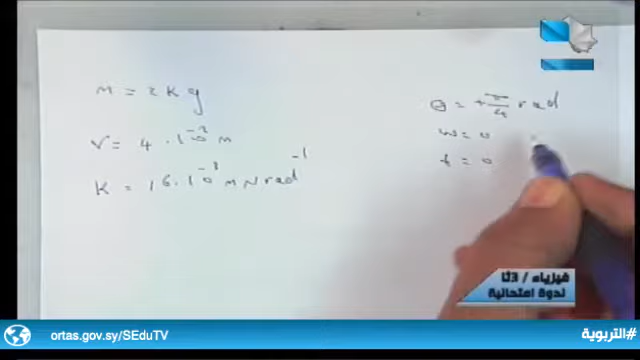 M = 2 Kg
r = 4 . 10⁻² m
K = 16 . 10⁻³ m N rad⁻¹
θ = + π/4 rad
w = 0
t = 0
فيزياء / 3ثا
ندوة امتحانية
ortas.gov.sy/SEduTV
#التربوية